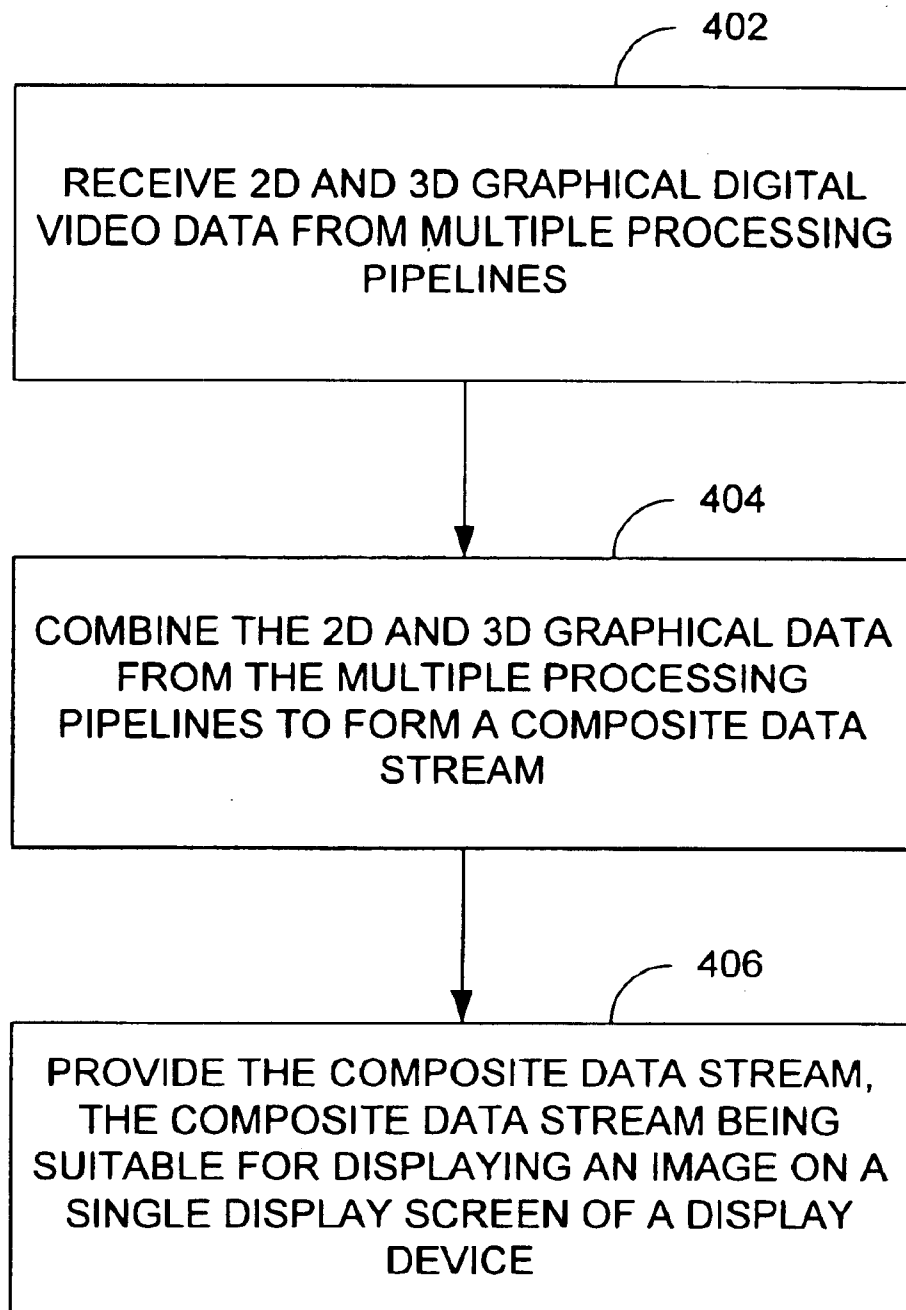 402
RECEIVE 2D AND 3D GRAPHICAL DIGITAL
VIDEO DATA FROM MULTIPLE PROCESSING
PIPELINES
404
COMBINE THE 2D AND 3D GRAPHICAL DATA
FROM THE MULTIPLE PROCESSING
PIPELINES TO FORM A COMPOSITE DATA
STREAM
406
PROVIDE THE COMPOSITE DATA STREAM,
THE COMPOSITE DATA STREAM BEING
SUITABLE FOR DISPLAYING AN IMAGE ON A
SINGLE DISPLAY SCREEN OF A DISPLAY
DEVICE